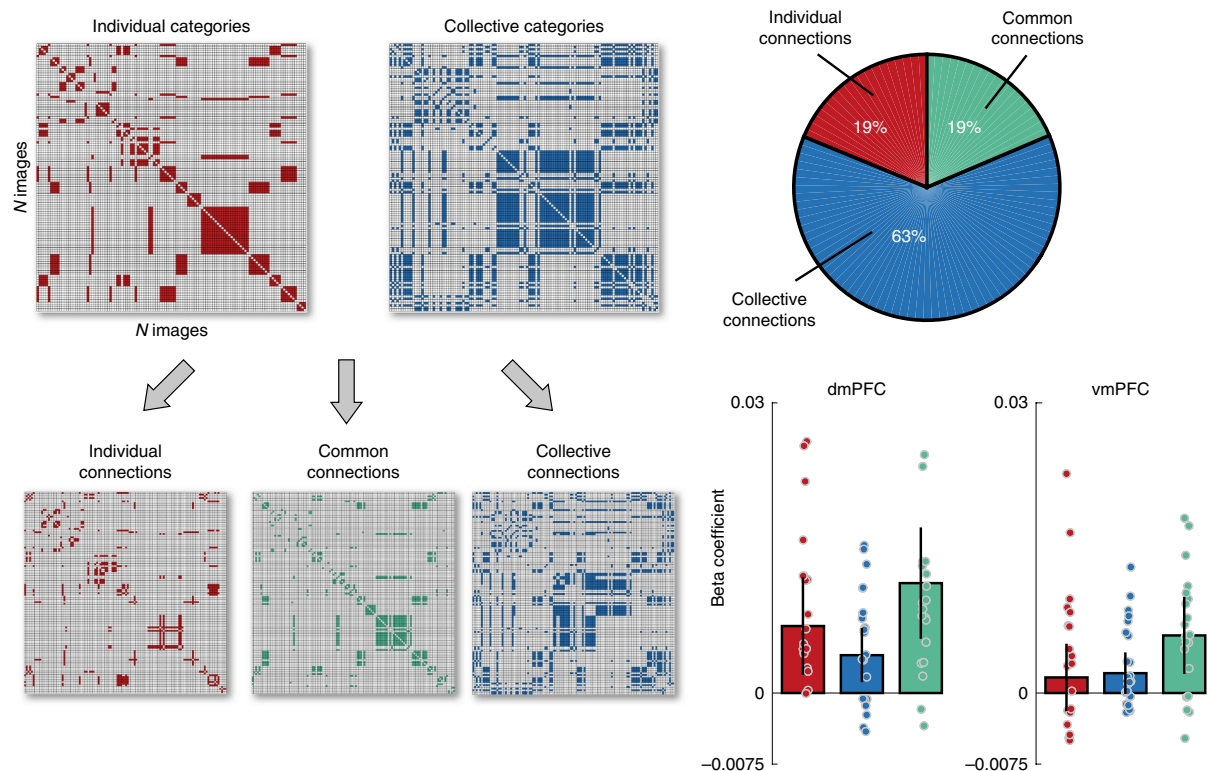 Individual categories
Collective categories
N images
N images
Individual
connections
Common
connections
19%
19%
63%
Collective
connections
Individual
connections
Common
connections
Collective
connections
dmPFC
vmPFC
0.03
0.03
Beta coefficient
0
0
−0.0075
−0.0075